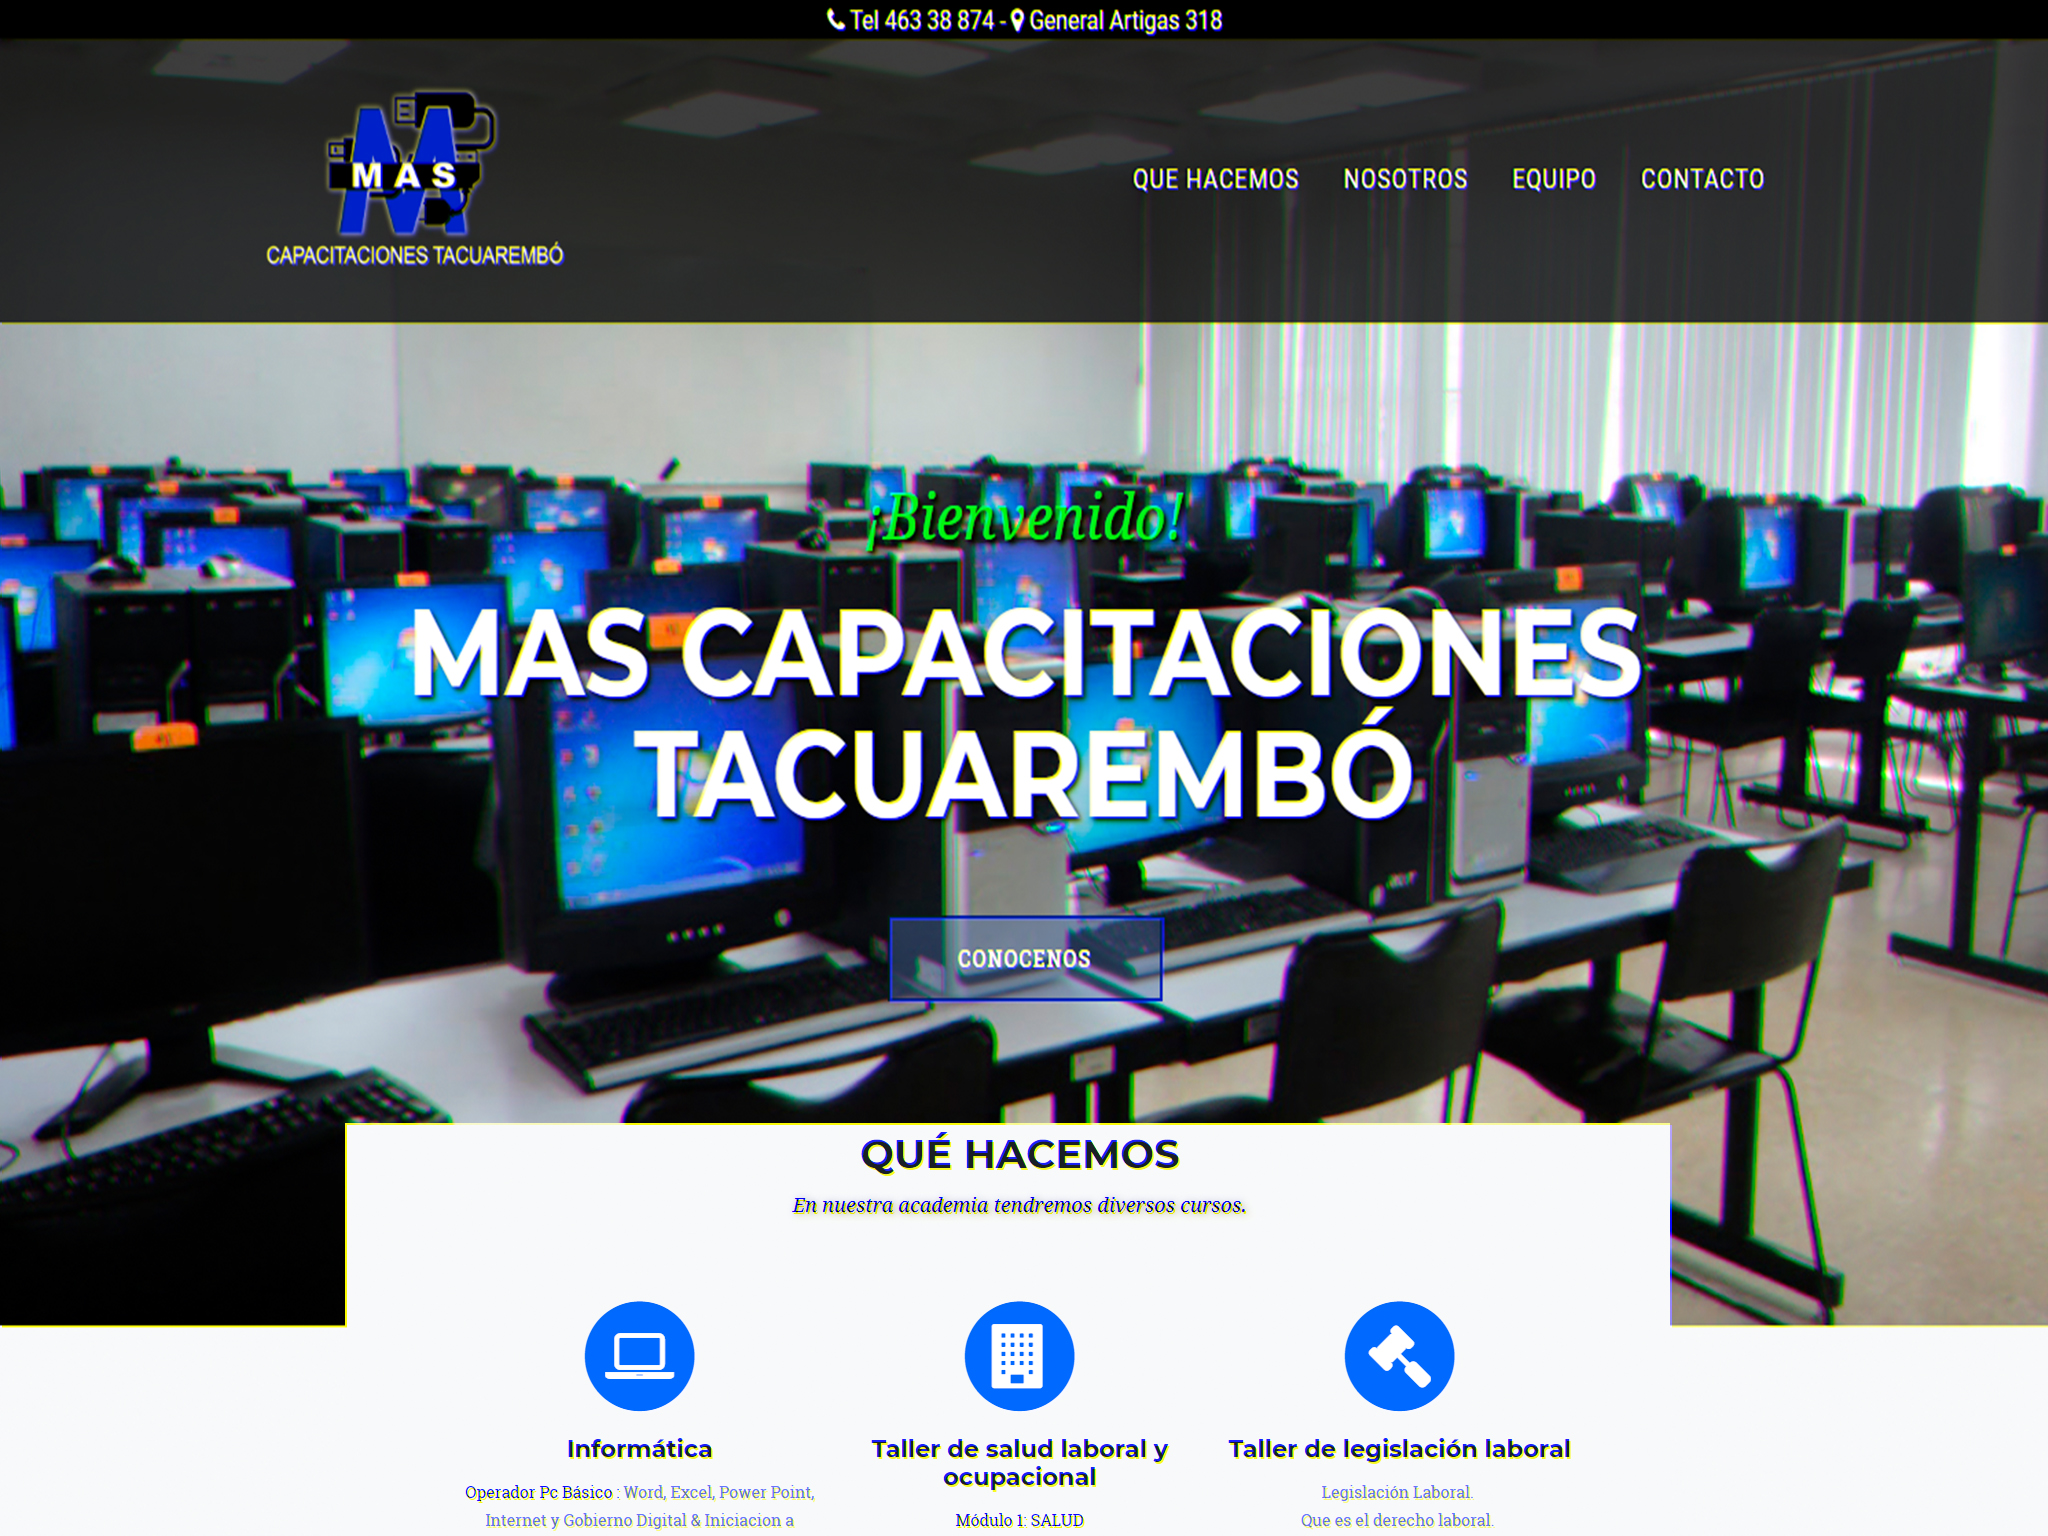 Tel 463 38 874 - General Artigas 318
MAS
CAPACITACIONES TACUAREMBÓ
QUE HACEMOS NOSOTROS EQUIPO CONTACTO
¡Bienvenido!
MAS CAPACITACIONES
TACUAREMBÓ
CONOCENOS
QUÉ HACEMOS
En nuestra academia tendremos diversos cursos.
Informática
Operador Pc Básico : Word, Excel, Power Point,
Internet y Gobierno Digital & Iniciacion a
Taller de salud laboral y
ocupacional
Módulo 1: SALUD
Taller de legislación laboral
Legislación Laboral.
Que es el derecho laboral.